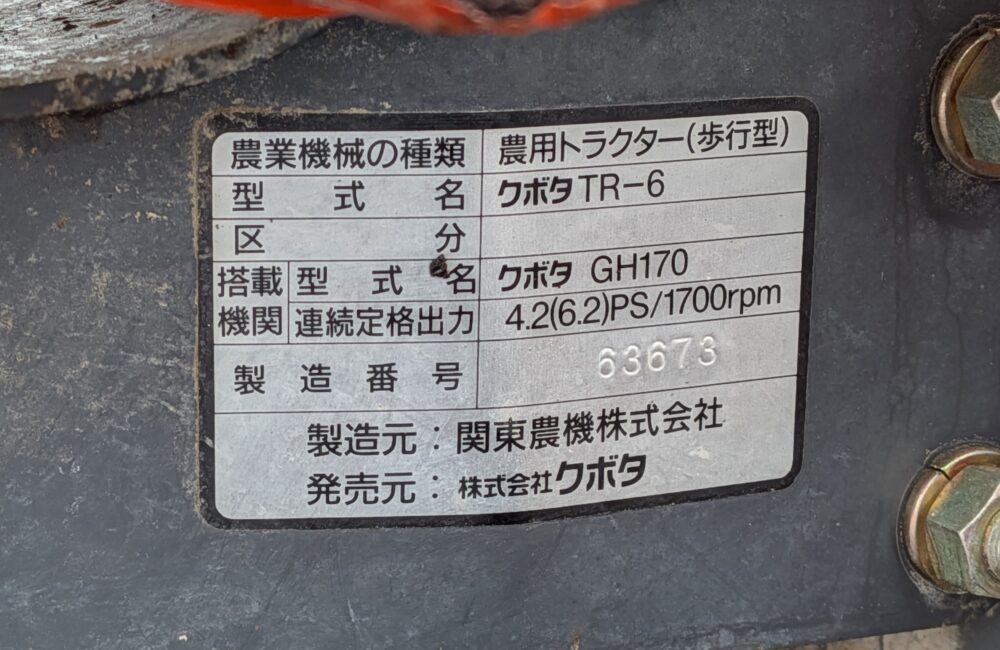 農業機械の種類 農用トラクター(歩行型)
型式名 クボタTR-6
区分
搭載機関 型式名 クボタ GH170
連続定格出力 4.2(6.2)PS/1700rpm
製造番号 63673
製造元：関東農機株式会社
発売元：株式会社クボタ